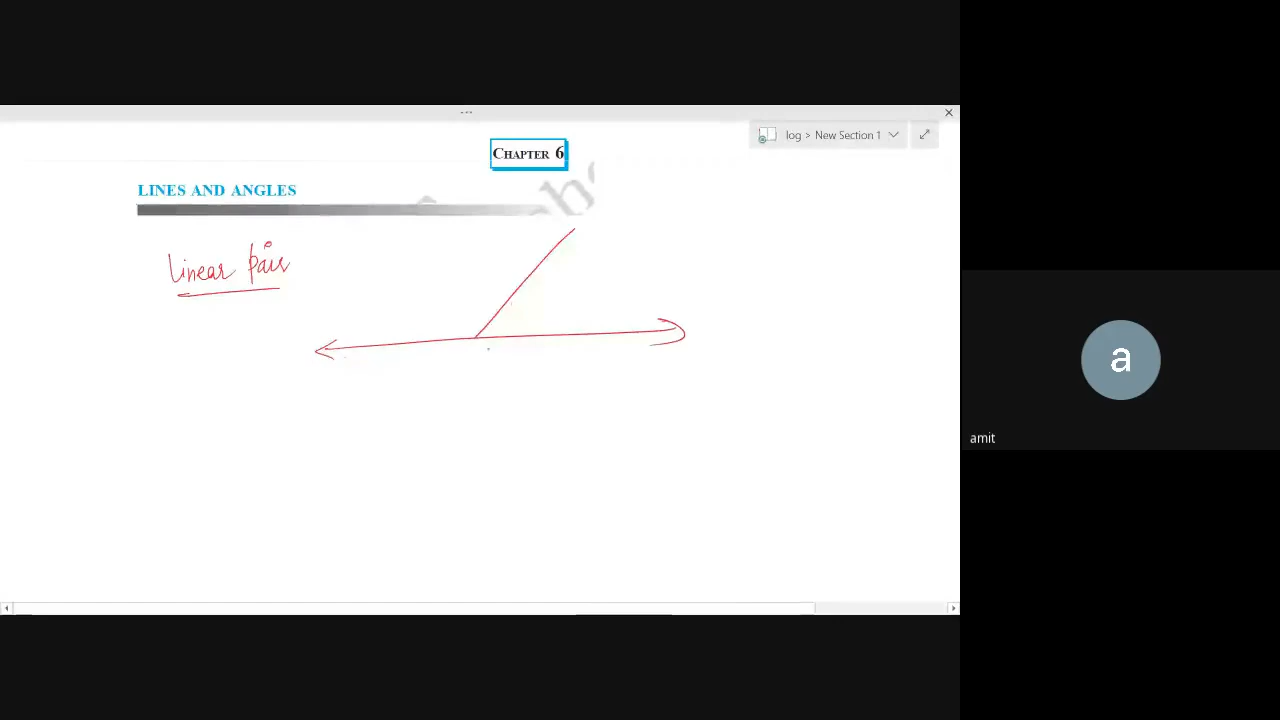 log > New Section 1
CHAPTER 6
LINES AND ANGLES
linear pair
a
amit